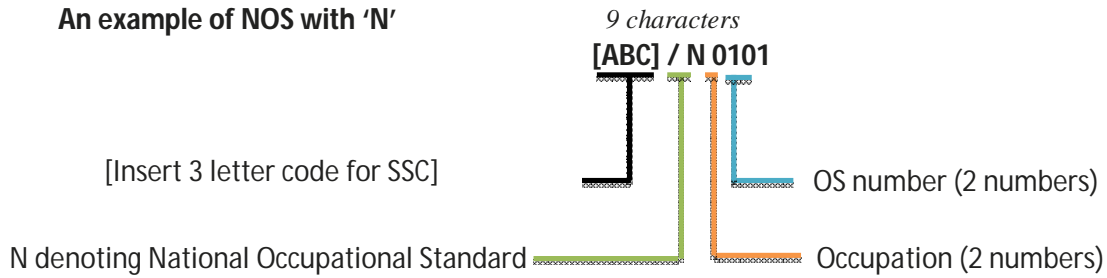 An example of NOS with ‘N’
9 characters
[ABC] / N 0101
[Insert 3 letter code for SSC]
OS number (2 numbers)
N denoting National Occupational Standard
Occupation (2 numbers)